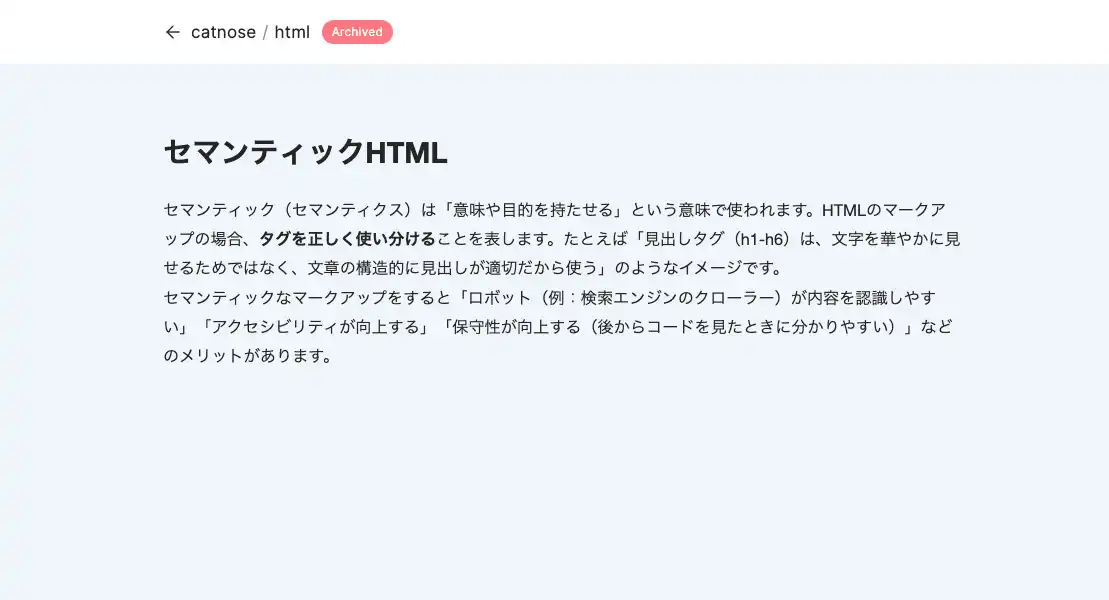 ← catnose / html Archived
セマンティックHTML
セマンティック（セマンティクス）は「意味や目的を持たせる」という意味で使われます。HTMLのマークア
ップの場合、タグを正しく使い分けることを表します。たとえば「見出しタグ（h1-h6）は、文字を華やかに見
せるためではなく、文章の構造的に見出しが適切だから使う」のようなイメージです。
セマンティックなマークアップをすると「ロボット（例：検索エンジンのクローラー）が内容を認識しやす
い」「アクセシビリティが向上する」「保守性が向上する（後からコードを見たときに分かりやすい）」など
のメリットがあります。